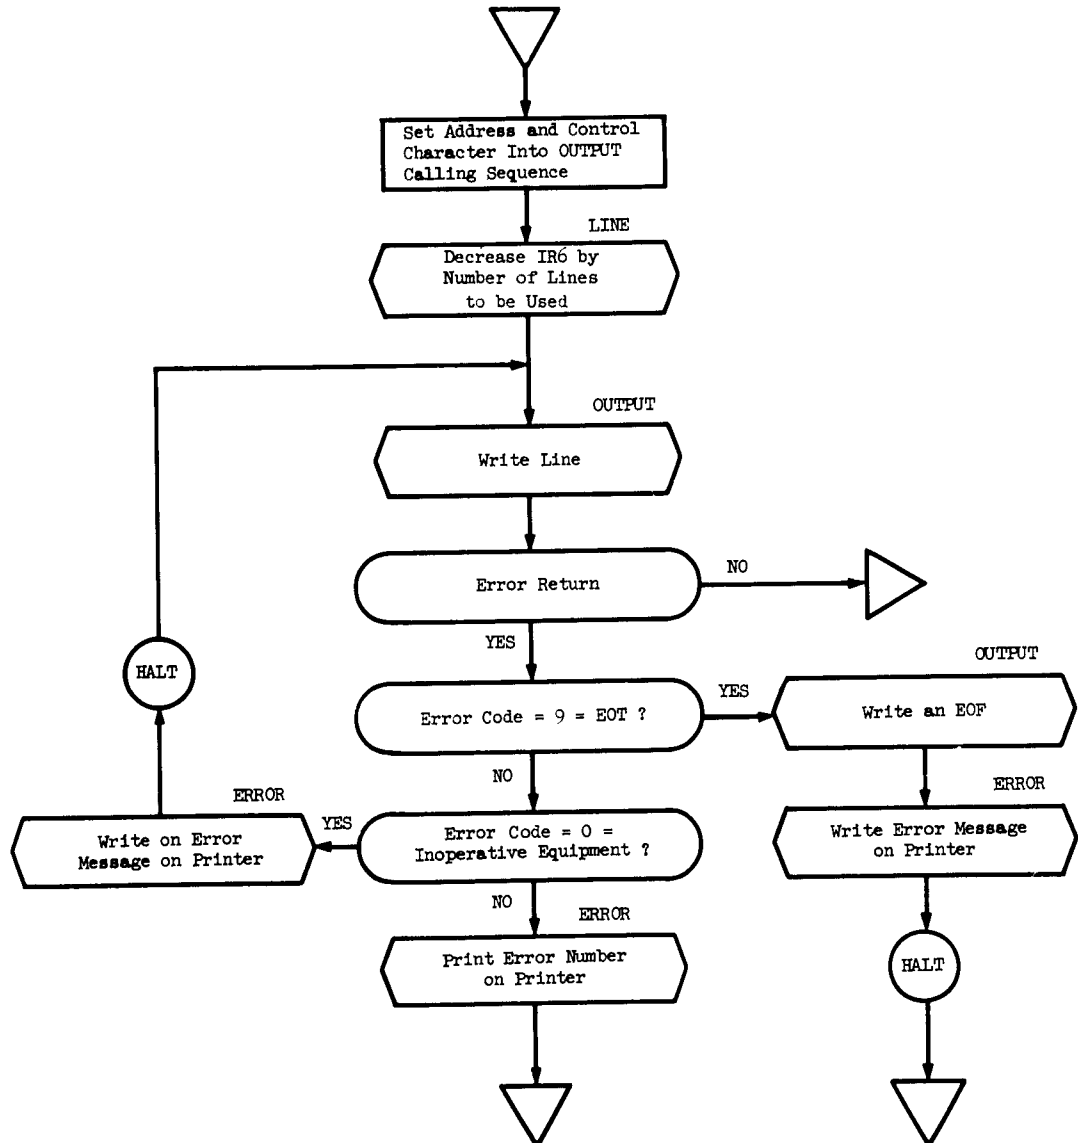 Set Address and Control
Character Into OUTPUT
Calling Sequence
LINE
Decrease IR6 by
Number of Lines
to be Used
OUTPUT
Write Line
Error Return
NO
YES
HALT
OUTPUT
Error Code = 9 = EOT ?
YES
Write an EOF
NO
ERROR
Write on Error
Message on Printer
YES
Error Code = 0 =
Inoperative Equipment ?
ERROR
Write Error Message
on Printer
NO
ERROR
Print Error Number
on Printer
HALT